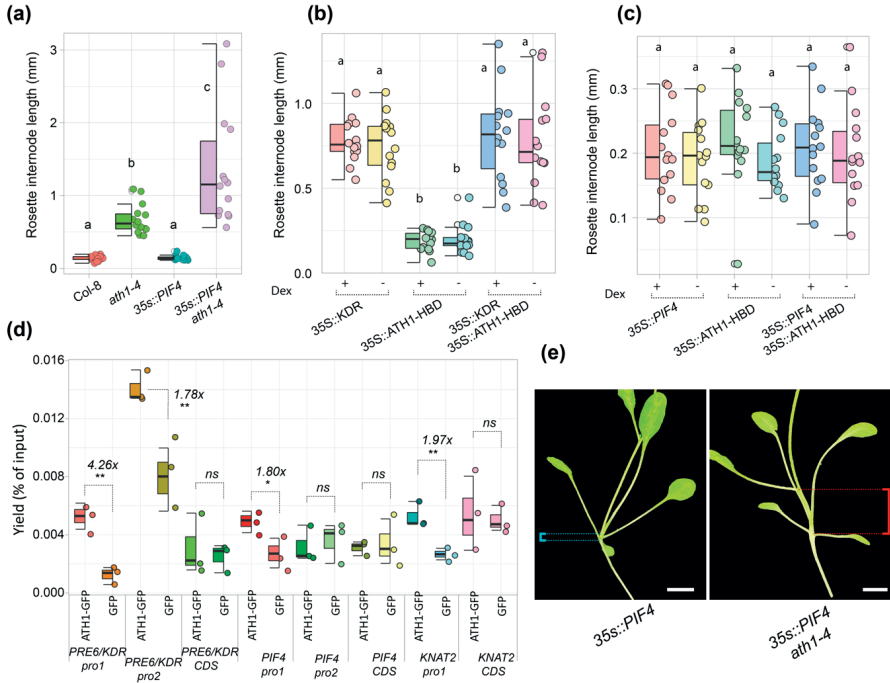 (a)
Rosette internode length (mm)
3
2
1
0
a
b
a
c
Col-8
ath1-4
35s::PIF4
35s::PIF4
ath1-4
(b)
Rosette internode length (mm)
1.0
0.5
0.0
a
a
b
b
a
a
Dex
+
-
+
-
+
-
35S::KDR
35S::ATH1-HBD
35S::KDR
35S::ATH1-HBD
(c)
Rosette internode length (mm)
0.3
0.2
0.1
a
a
a
a
a
a
Dex
+
-
+
-
+
-
35S::PIF4
35S::ATH1-HBD
35S::PIF4
35S::ATH1-HBD
(d)
Yield (% of input)
0.016
0.012
0.008
0.004
0.000
4.26x
**
1.78x
**
ns
1.80x
*
ns
ns
1.97x
**
ns
ATH1-GFP
GFP
ATH1-GFP
GFP
ATH1-GFP
GFP
ATH1-GFP
GFP
ATH1-GFP
GFP
ATH1-GFP
GFP
ATH1-GFP
GFP
ATH1-GFP
GFP
PRE6/KDR
pro1
PRE6/KDR
pro2
PRE6/KDR
CDS
PIF4
pro1
PIF4
pro2
PIF4
CDS
KNAT2
pro1
KNAT2
CDS
(e)
35s::PIF4
35s::PIF4
ath1-4